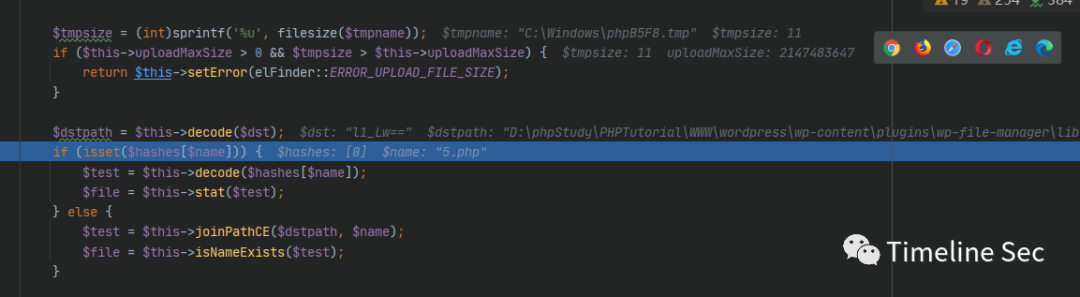 19 254 384
$tmpsize = (int)sprintf('%u', filesize($tmpname)); $tmpname: "C:\Windows\phpB5F8.tmp" $tmpsize: 11
if ($this->uploadMaxSize > 0 && $tmpsize > $this->uploadMaxSize) { $tmpsize: 11 uploadMaxSize: 2147483647
return $this->setError(elFinder::ERROR_UPLOAD_FILE_SIZE);
}
$dstpath = $this->decode($dst); $dst: "l1_Lw==" $dstpath: "D:\phpStudy\PHPTutorial\WWW\wordpress\wp-content\plugins\wp-file-manager\lib
if (isset($hashes[$name])) { $hashes: [0] $name: "5.php"
$test = $this->decode($hashes[$name]);
$file = $this->stat($test);
} else {
$test = $this->joinPathCE($dstpath, $name);
$file = $this->isNameExists($test);
}
Timeline Sec